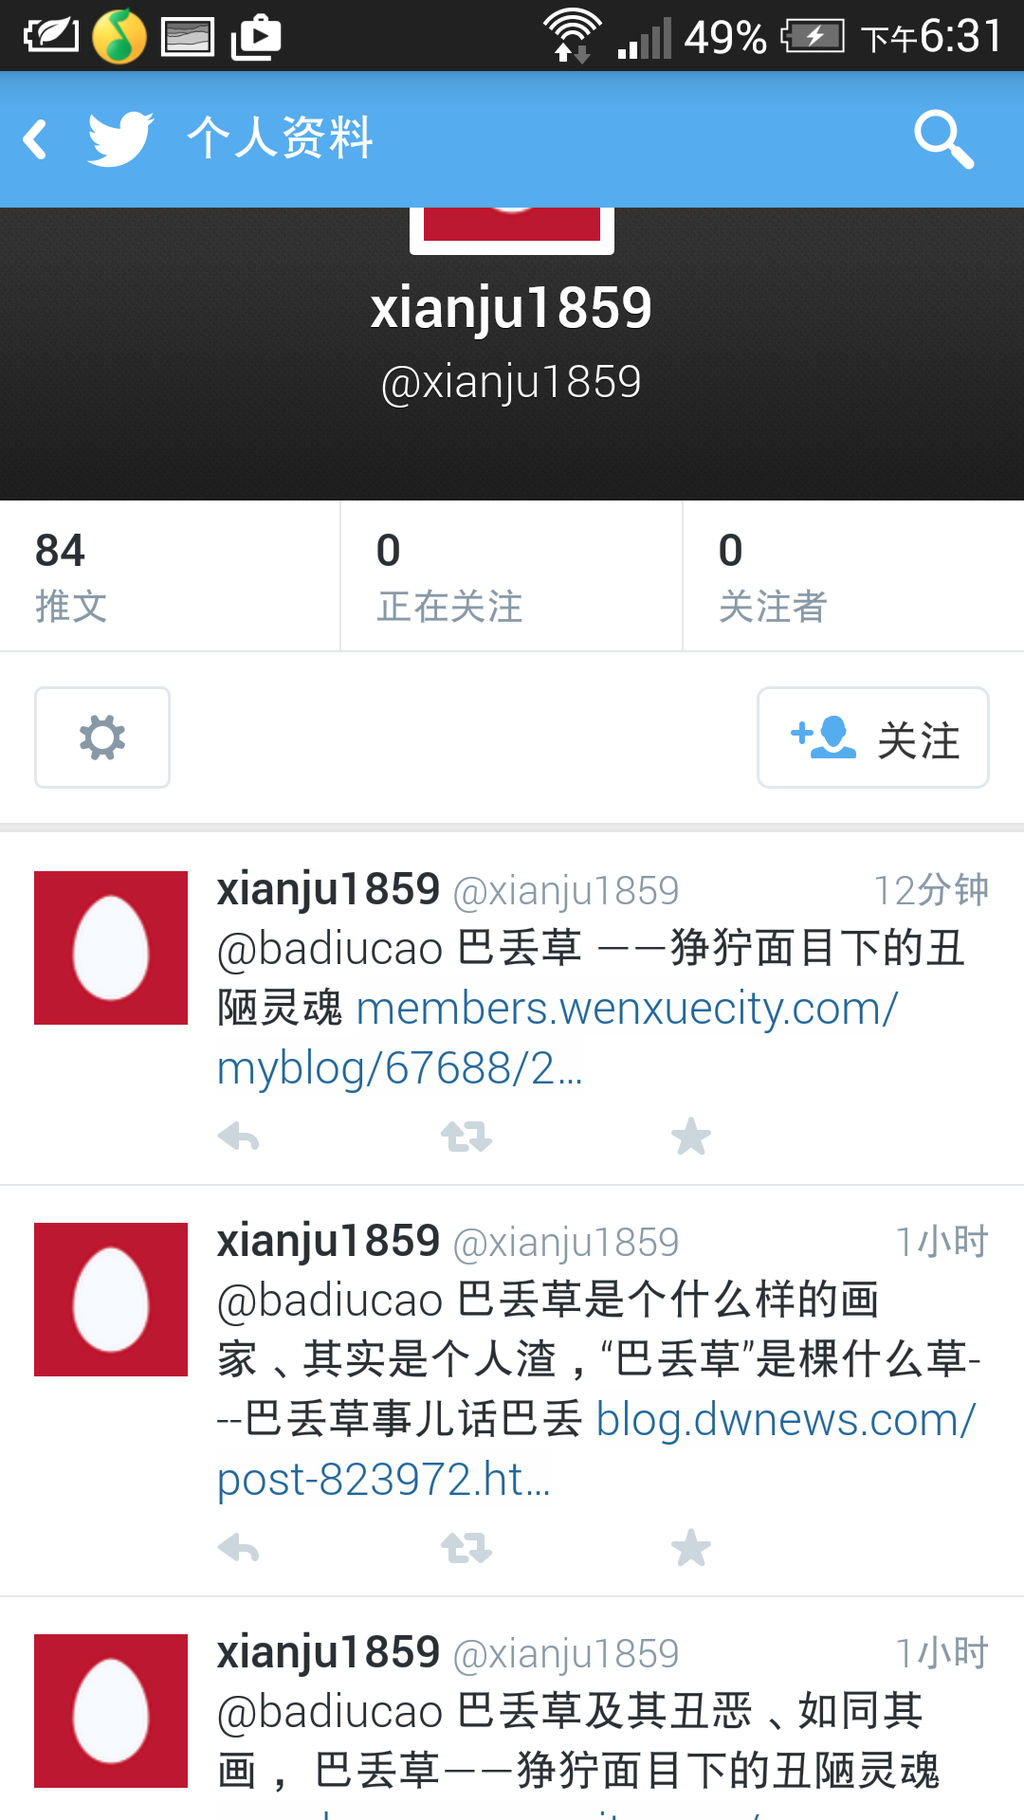 49% 下午6:31
个人资料
xianju1859
@xianju1859
84 0 0
推文 正在关注 关注者
关注
xianju1859 @xianju1859 12分钟
@badiucao 巴丢草 ——狰狞面目下的丑
陋灵魂 members.wenxuecity.com/
myblog/67688/2…
xianju1859 @xianju1859 1小时
@badiucao 巴丢草是个什么样的画
家、其实是个人渣，“巴丢草”是棵什么草-
--巴丢草事儿话巴丢 blog.dwnews.com/
post-823972.ht…
xianju1859 @xianju1859 1小时
@badiucao 巴丢草及其丑恶、如同其
画， 巴丢草——狰狞面目下的丑陋灵魂